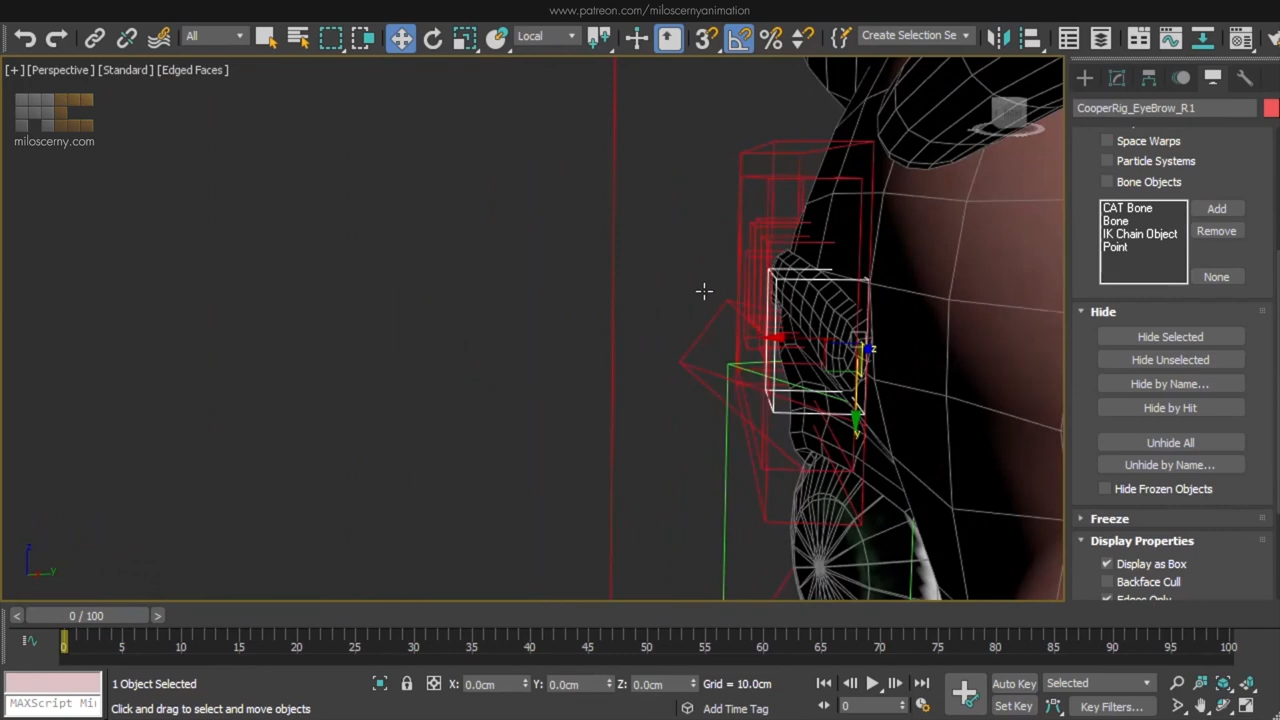 www.patreon.com/miloscernyanimation
All
Local
Create Selection Se
[+] [Perspective] [Standard] [Edged Faces]
miloscerny.com
z
y
z
y
CooperRig_EyeBrow_R1
Space Warps
Particle Systems
Bone Objects
CAT Bone
Bone
IK Chain Object
Point
Add
Remove
None
Hide
Hide Selected
Hide Unselected
Hide by Name...
Hide by Hit
Unhide All
Unhide by Name...
Hide Frozen Objects
Freeze
Display Properties
Display as Box
Backface Cull
Edges Only
< 0 / 100 >
0 5 10 15 20 25 30 35 40 45 50 55 60 65 70 75 80 85 90 95 100
1 Object Selected
X: 0.0cm Y: 0.0cm Z: 0.0cm Grid = 10.0cm
Auto Key Selected
MAXScript Mi
Click and drag to select and move objects
Add Time Tag
0
Set Key Key Filters...